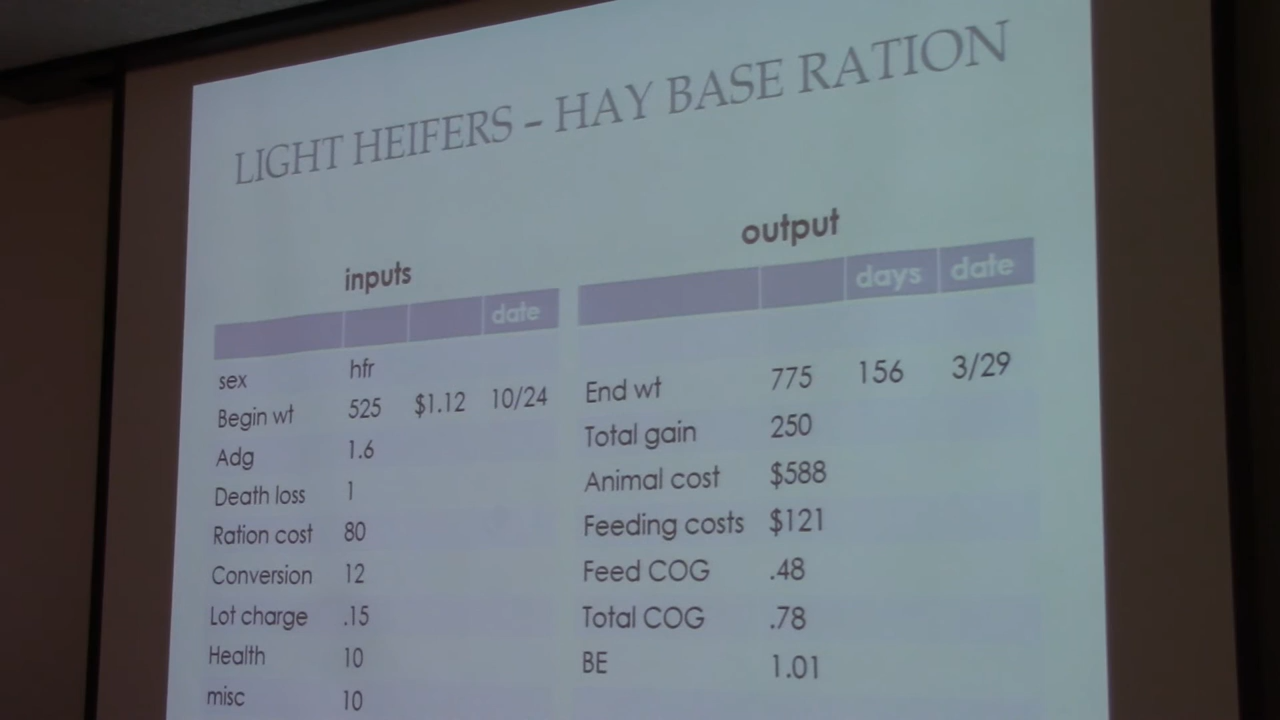 LIGHT HEIFERS – HAY BASE RATION
inputs
date
sex hfr
Begin wt 525 $1.12 10/24
Adg 1.6
Death loss 1
Ration cost 80
Conversion 12
Lot charge .15
Health 10
misc 10
output
days date
End wt 775 156 3/29
Total gain 250
Animal cost $588
Feeding costs $121
Feed COG .48
Total COG .78
BE 1.01